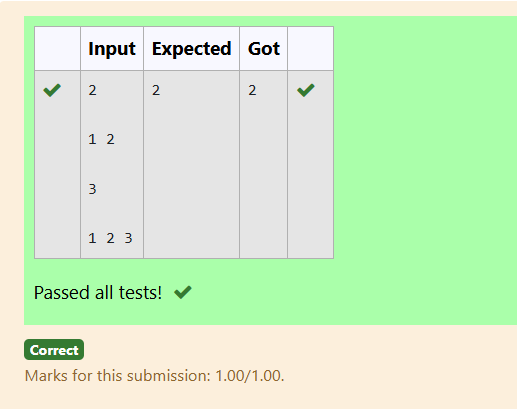 Input Expected Got
2 2 2
1 2
3
1 2 3
Passed all tests!
Correct
Marks for this submission: 1.00/1.00.